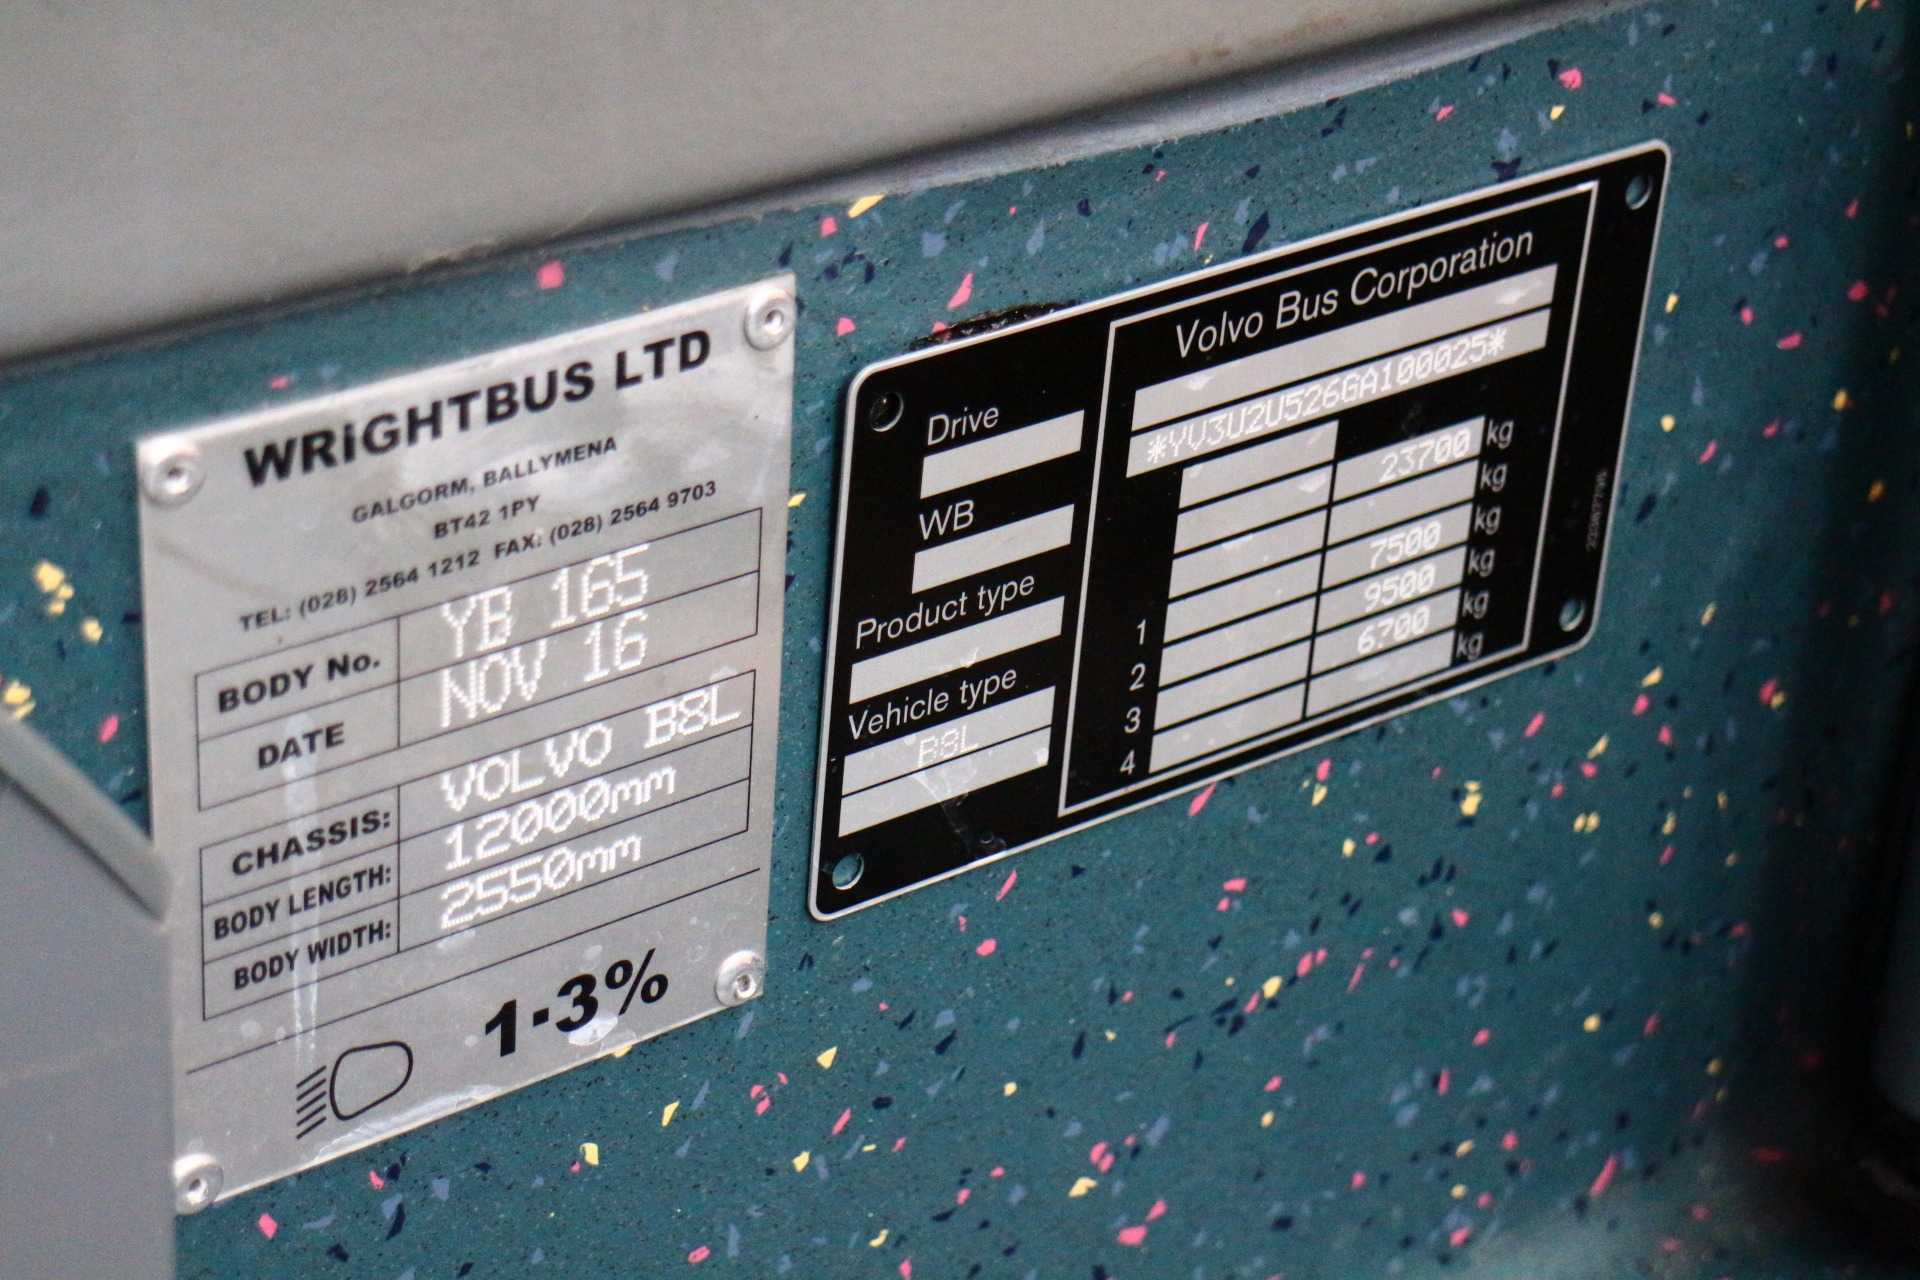 WRiGHTBUS LTD
GALGORM, BALLYMENA
BT42 1PY
TEL: (028) 2564 1212 FAX: (028) 2564 9703
BODY No. YB 165
DATE NOV 16
CHASSIS: VOLVO B8L
BODY LENGTH: 12000mm
BODY WIDTH: 2550mm
1-3%
Volvo Bus Corporation
*YV3U2U526GA100025*
Drive
WB
Product type
Vehicle type
B8L
23700 kg
kg
kg
1 7500 kg
2 9500 kg
3 6700 kg
4